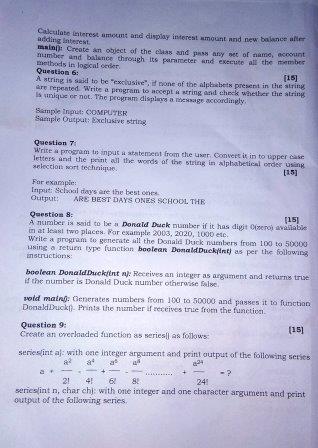 Calculate interest amount and display interest amount and new balance after
adding interest.
main(): Create an object of the class and pass any set of name, account
number and balance through its parameter and execute all the member
methods in logical order.
Question 6: [15]
A string is said to be "exclusive", if none of the alphabets present in the string
are repeated. Write a program to accept a string and check whether the string
is unique or not. The program displays a message accordingly.
Sample Input: COMPUTER
Sample Output: Exclusive string
Question 7:
Write a program to input a statement from the user. Convert it in to upper case
letters and the print all the words of the string in alphabetical order using
selection sort technique. [15]
For example:
Input: School days are the best ones.
Output: ARE BEST DAYS ONES SCHOOL THE
Question 8: [15]
A number is said to be a Donald Duck number if it has digit 0(zero) available
in at least two places. For example 2003, 2020, 1000 etc.
Write a program to generate all the Donald Duck numbers from 100 to 50000
using a return type function boolean DonaldDuck(int) as per the following
instructions:
boolean DonaldDuck(int n): Receives an integer as argument and returns true
if the number is Donald Duck number otherwise false.
void main(): Generates numbers from 100 to 50000 and passes it to function
DonalDuck(). Prints the number if receives true from the function.
Question 9: [15]
Create an overloaded function as series() as follows:
series(int a): with one integer argument and print output of the following series
a² a⁴ a⁶ a⁸ a²⁴
a + — - — + — - — .......... + — = ?
2! 4! 6! 8! 24!
series(int n, char ch): with one integer and one character argument and print
output of the following series.